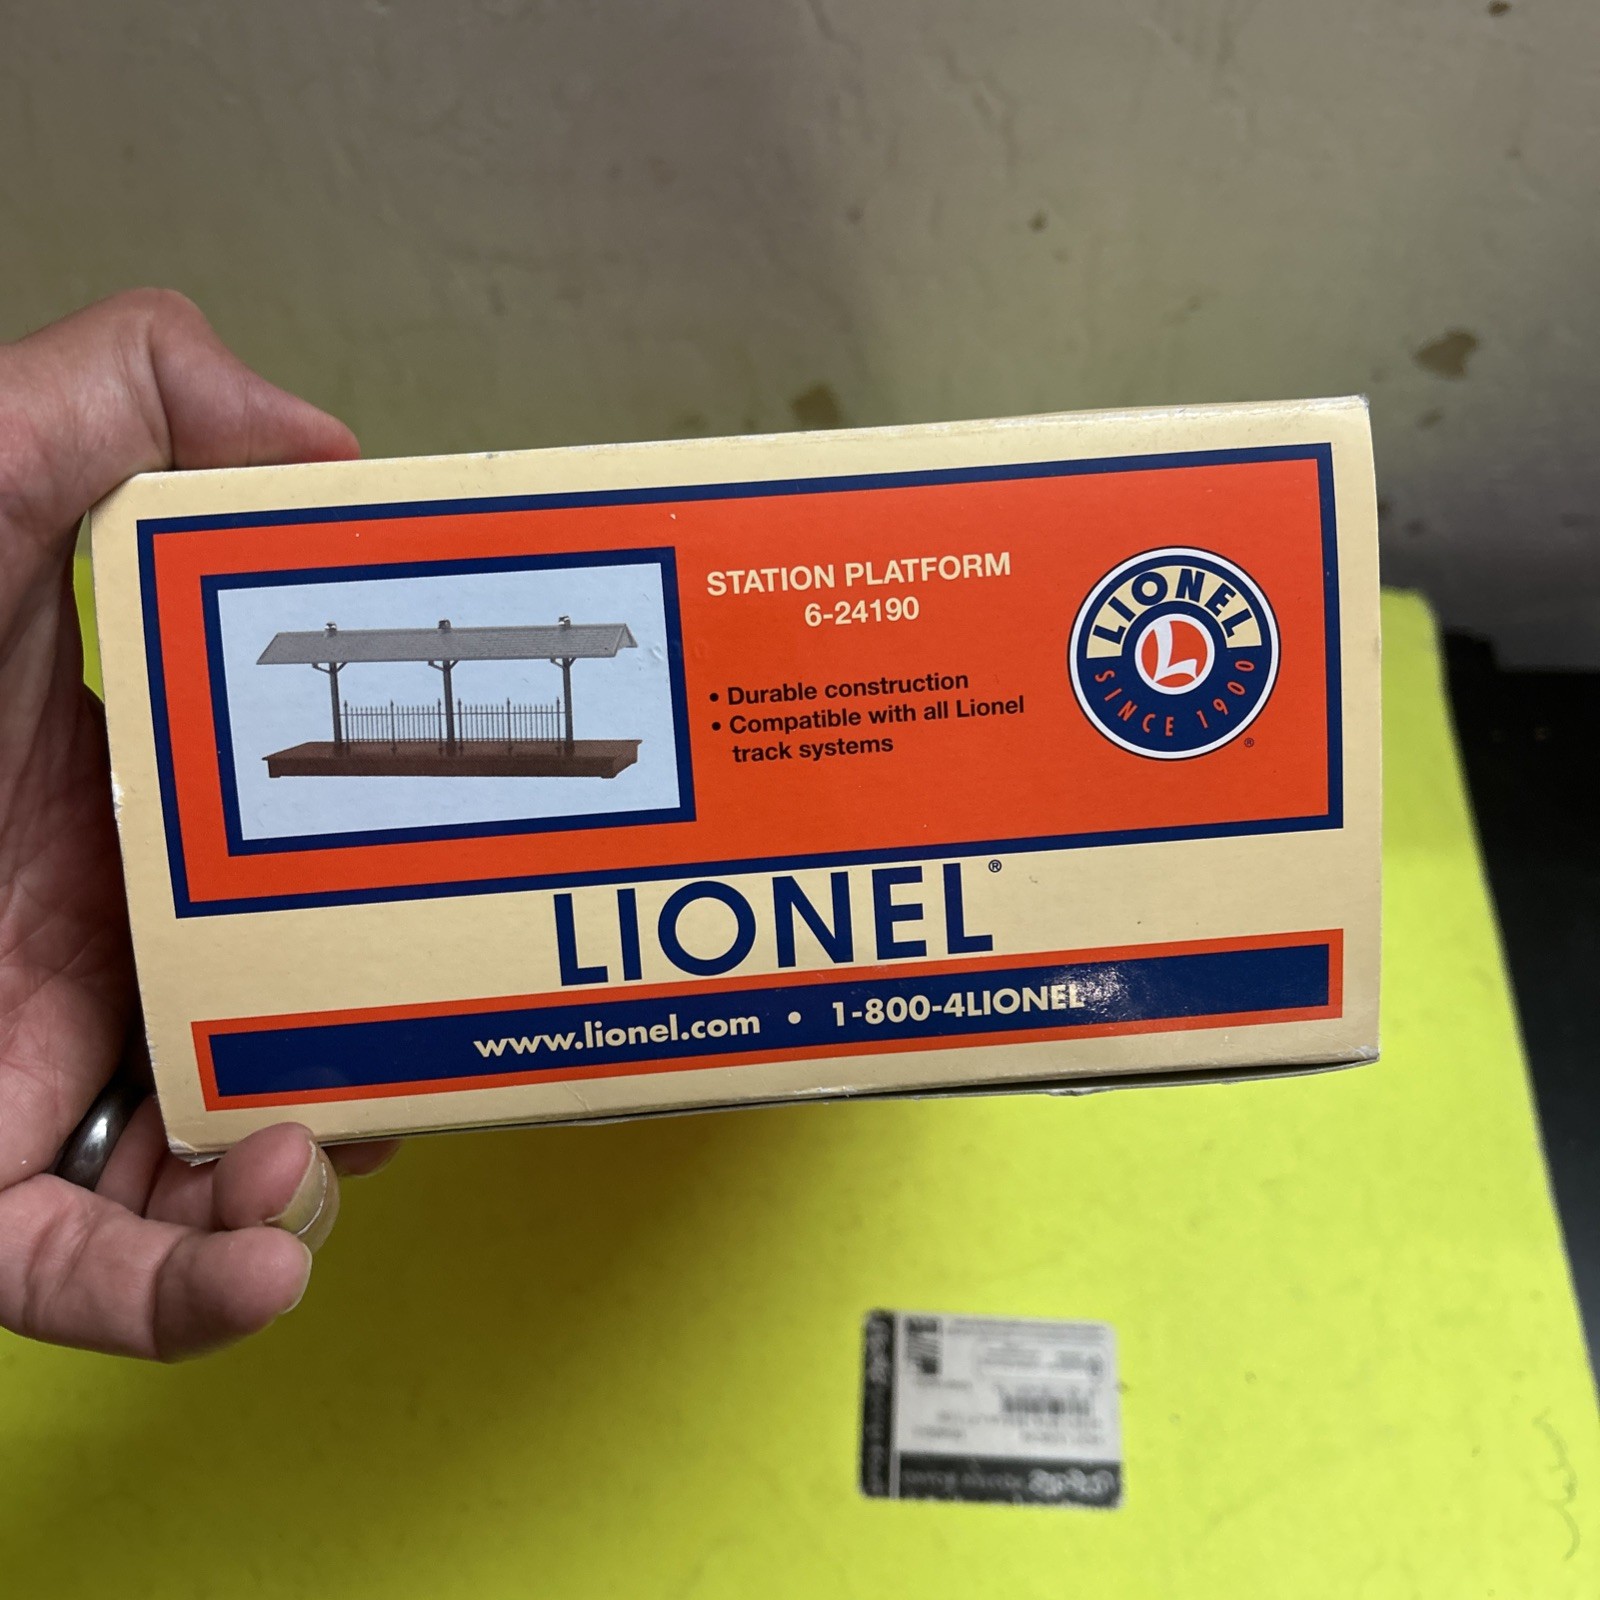 STATION PLATFORM
6-24190
• Durable construction
• Compatible with all Lionel
track systems
LIONEL
L
SINCE 1900
®
LIONEL®
www.lionel.com • 1-800-4LIONEL